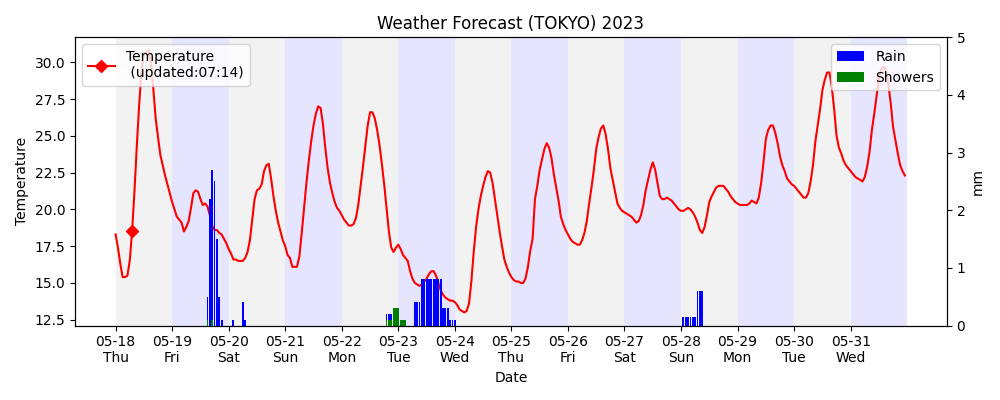 Weather Forecast (TOKYO) 2023
Temperature
(updated:07:14)
Rain
Showers
Temperature
30.0
27.5
25.0
22.5
20.0
17.5
15.0
12.5
5
4
3
2
1
0
mm
05-18 05-19 05-20 05-21 05-22 05-23 05-24 05-25 05-26 05-27 05-28 05-29 05-30 05-31
Thu Fri Sat Sun Mon Tue Wed Thu Fri Sat Sun Mon Tue Wed
Date